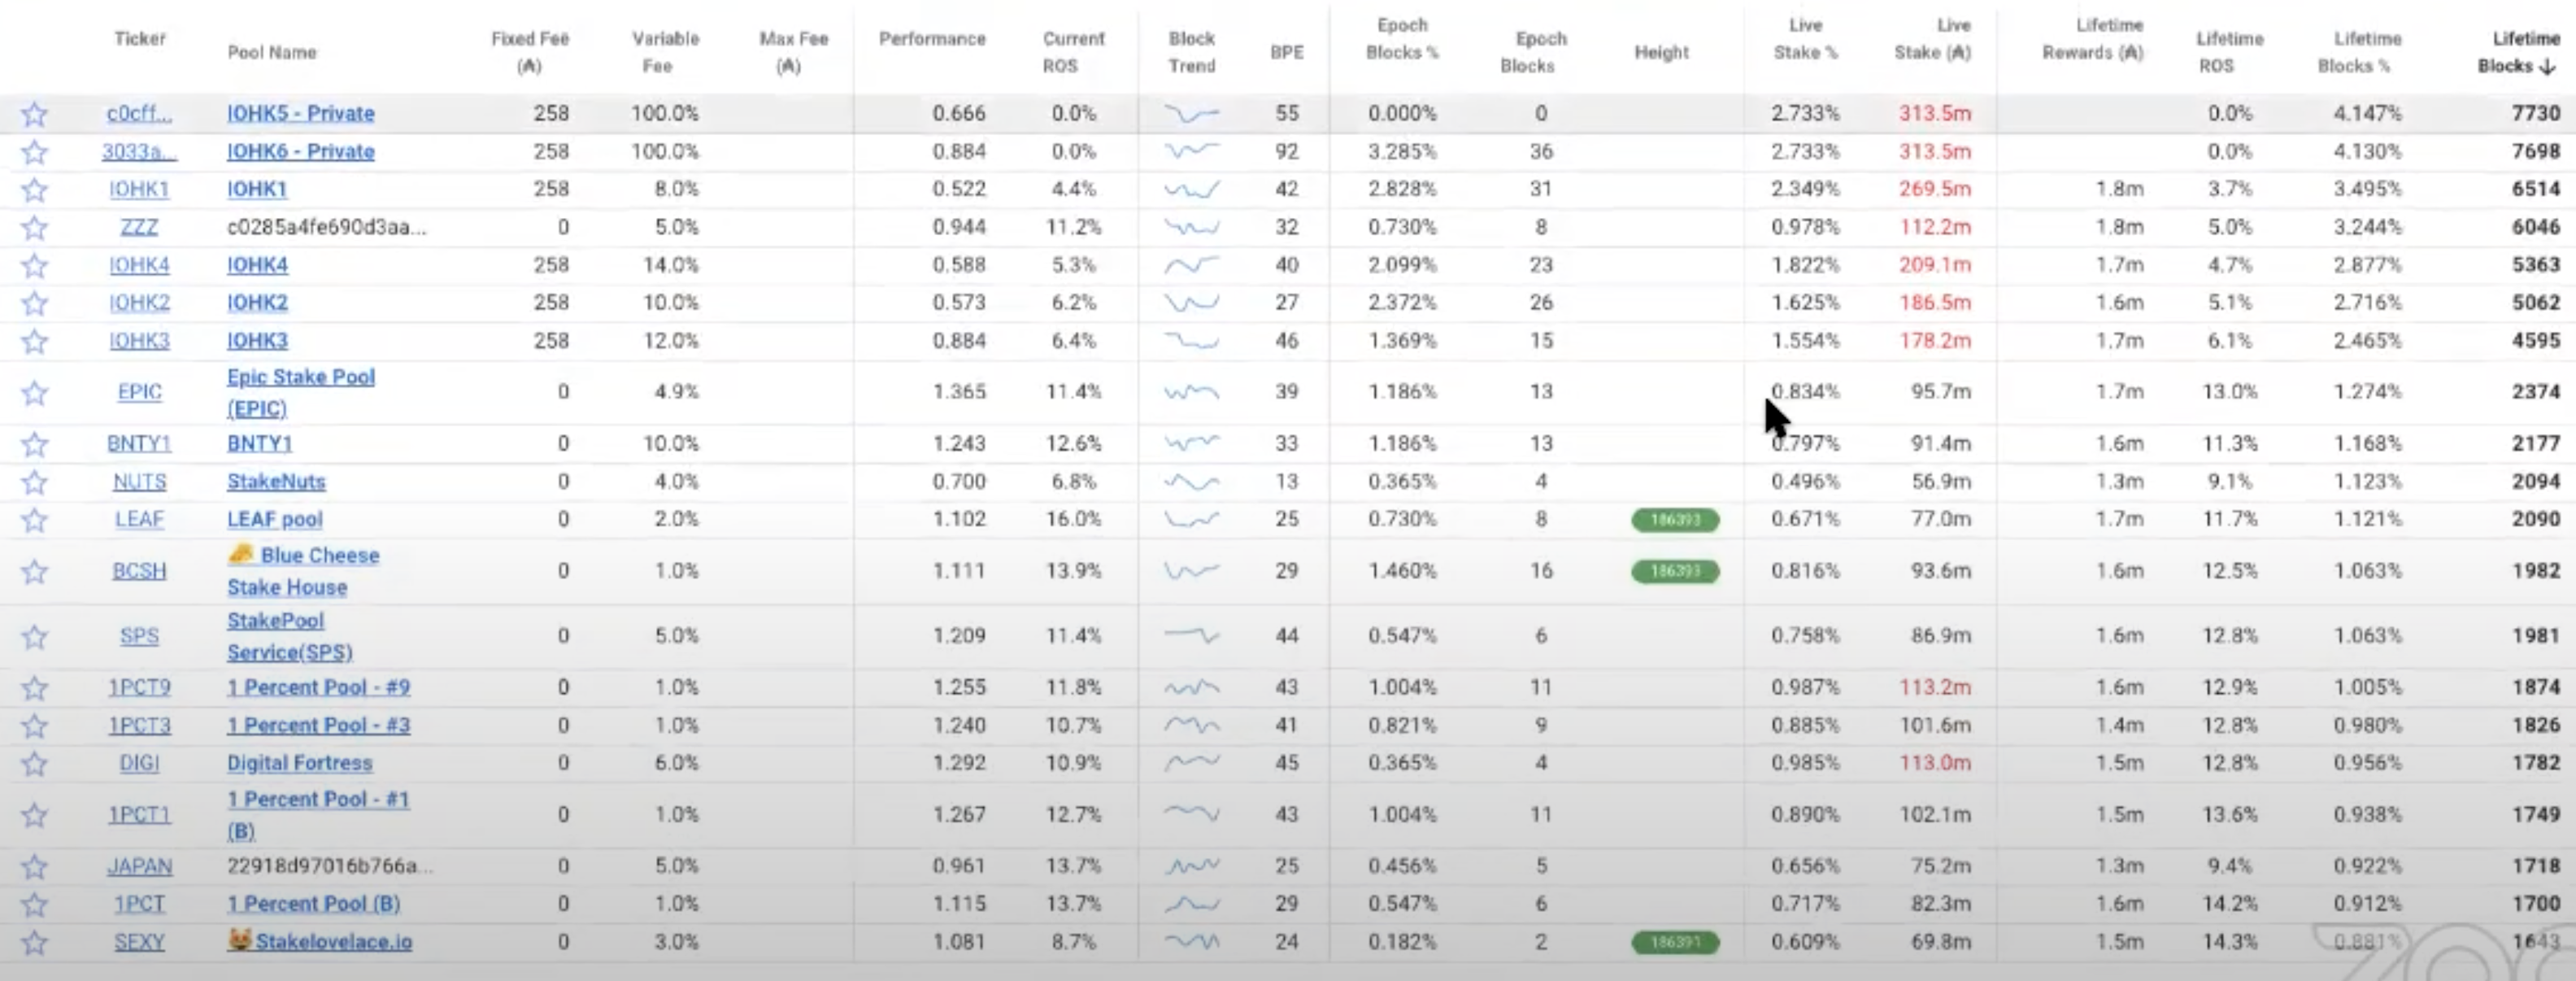 Ticker Pool Name Fixed Fee (₳) Variable Fee Max Fee (₳) Performance Current ROS Block Trend BPE Epoch Blocks % Epoch Blocks Height Live Stake % Live Stake (₳) Lifetime Rewards (₳) Lifetime ROS Lifetime Blocks % Lifetime Blocks ↓
c0cff... IOHK5 - Private 258 100.0% 0.666 0.0% 55 0.000% 0 2.733% 313.5m 0.0% 4.147% 7730
3033a... IOHK6 - Private 258 100.0% 0.884 0.0% 92 3.285% 36 2.733% 313.5m 0.0% 4.130% 7698
IOHK1 IOHK1 258 8.0% 0.522 4.4% 42 2.828% 31 2.349% 269.5m 1.8m 3.7% 3.495% 6514
ZZZ c0285a4fe690d3aa... 0 5.0% 0.944 11.2% 32 0.730% 8 0.978% 112.2m 1.8m 5.0% 3.244% 6046
IOHK4 IOHK4 258 14.0% 0.588 5.3% 40 2.099% 23 1.822% 209.1m 1.7m 4.7% 2.877% 5363
IOHK2 IOHK2 258 10.0% 0.573 6.2% 27 2.372% 26 1.625% 186.5m 1.6m 5.1% 2.716% 5062
IOHK3 IOHK3 258 12.0% 0.884 6.4% 46 1.369% 15 1.554% 178.2m 1.7m 6.1% 2.465% 4595
EPIC Epic Stake Pool (EPIC) 0 4.9% 1.365 11.4% 39 1.186% 13 0.834% 95.7m 1.7m 13.0% 1.274% 2374
BNTY1 BNTY1 0 10.0% 1.243 12.6% 33 1.186% 13 0.797% 91.4m 1.6m 11.3% 1.168% 2177
NUTS StakeNuts 0 4.0% 0.700 6.8% 13 0.365% 4 0.496% 56.9m 1.3m 9.1% 1.123% 2094
LEAF LEAF pool 0 2.0% 1.102 16.0% 25 0.730% 8 186393 0.671% 77.0m 1.7m 11.7% 1.121% 2090
BCSH 🧀 Blue Cheese Stake House 0 1.0% 1.111 13.9% 29 1.460% 16 186393 0.816% 93.6m 1.6m 12.5% 1.063% 1982
SPS StakePool Service(SPS) 0 5.0% 1.209 11.4% 44 0.547% 6 0.758% 86.9m 1.6m 12.8% 1.063% 1981
1PCT9 1 Percent Pool - #9 0 1.0% 1.255 11.8% 43 1.004% 11 0.987% 113.2m 1.6m 12.9% 1.005% 1874
1PCT3 1 Percent Pool - #3 0 1.0% 1.240 10.7% 41 0.821% 9 0.885% 101.6m 1.4m 12.8% 0.980% 1826
DIGI Digital Fortress 0 6.0% 1.292 10.9% 45 0.365% 4 0.985% 113.0m 1.5m 12.8% 0.956% 1782
1PCT1 1 Percent Pool - #1 (B) 0 1.0% 1.267 12.7% 43 1.004% 11 0.890% 102.1m 1.5m 13.6% 0.938% 1749
JAPAN 22918d97016b766a... 0 5.0% 0.961 13.7% 25 0.456% 5 0.656% 75.2m 1.3m 9.4% 0.922% 1718
1PCT 1 Percent Pool (B) 0 1.0% 1.115 13.7% 29 0.547% 6 0.717% 82.3m 1.6m 14.2% 0.912% 1700
SEXY 😺 Stakelovelace.io 0 3.0% 1.081 8.7% 24 0.182% 2 186391 0.609% 69.8m 1.5m 14.3% 0.881% 1643